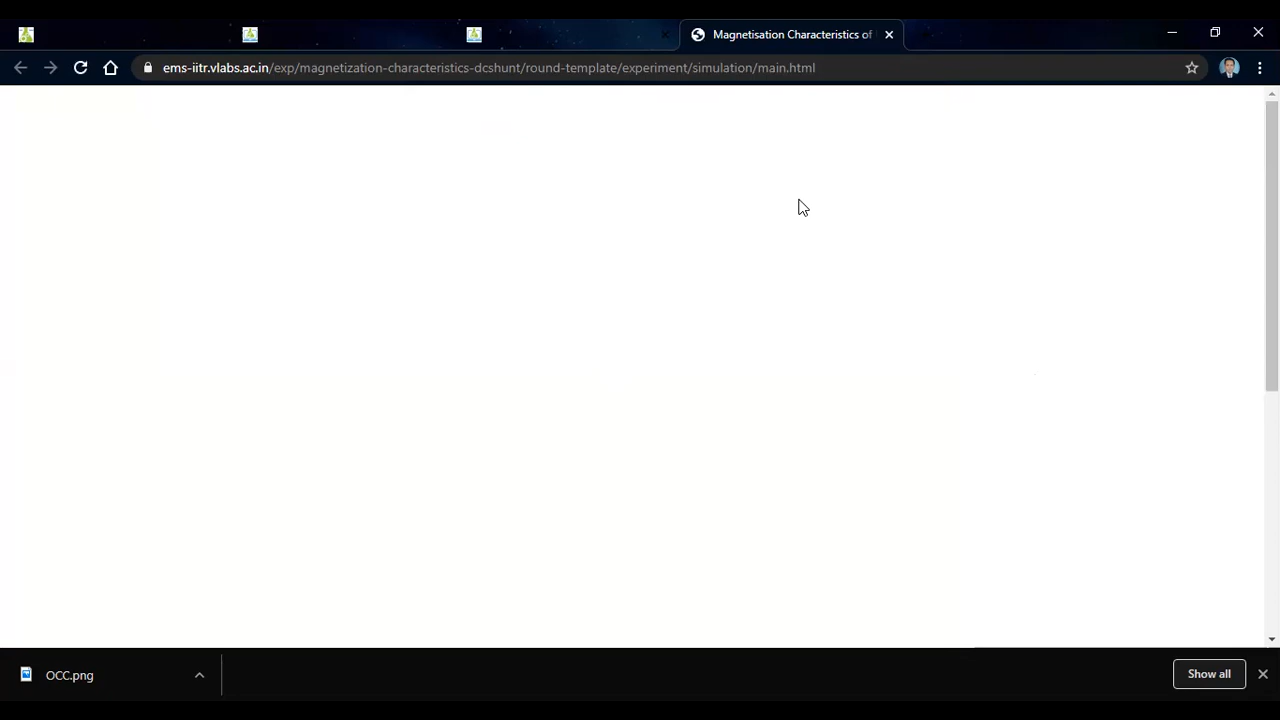 Magnetisation Characteristics of
ems-iitr.vlabs.ac.in/exp/magnetization-characteristics-dcshunt/round-template/experiment/simulation/main.html
OCC.png
Show all